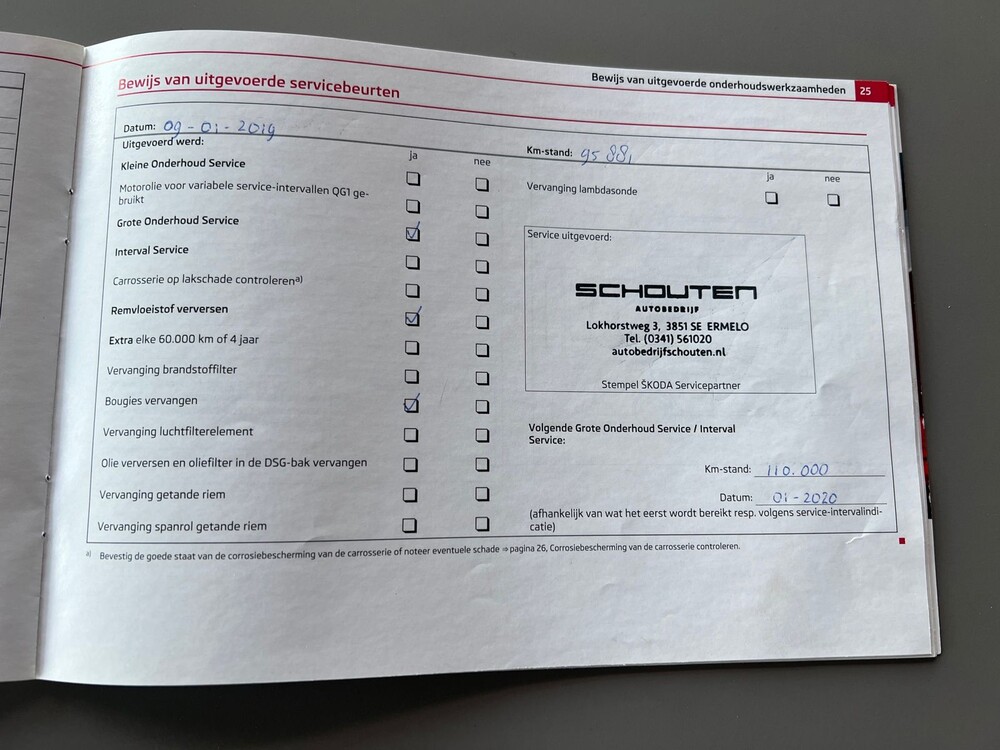 Bewijs van uitgevoerde onderhoudswerkzaamheden 25
Bewijs van uitgevoerde servicebeurten
Datum: 09-01-2019
Uitgevoerd werd:
ja nee
Kleine Onderhoud Service
Motorolie voor variabele service-intervallen QG1 ge-
bruikt
Grote Onderhoud Service
Interval Service
Carrosserie op lakschade controleren a)
Remvloeistof verversen
Extra elke 60.000 km of 4 jaar
Vervanging brandstoffilter
Bougies vervangen
Vervanging luchtfilterelement
Olie verversen en oliefilter in de DSG-bak vervangen
Vervanging getande riem
Vervanging spanrol getande riem
Km-stand: 95 881
ja nee
Vervanging lambdasonde
Service uitgevoerd:
SCHOUTEN
AUTOBEDRIJF
Lokhorstweg 3, 3851 SE ERMELO
Tel. (0341) 561020
autobedrijfschouten.nl
Stempel ŠKODA Servicepartner
Volgende Grote Onderhoud Service / Interval
Service:
Km-stand: 110.000
Datum: 01-2020
(afhankelijk van wat het eerst wordt bereikt resp. volgens service-intervalindi-
catie)
a) Bevestig de goede staat van de corrosiebescherming van de carrosserie of noteer eventuele schade ⇒ pagina 26, Corrosiebescherming van de carrosserie controleren.